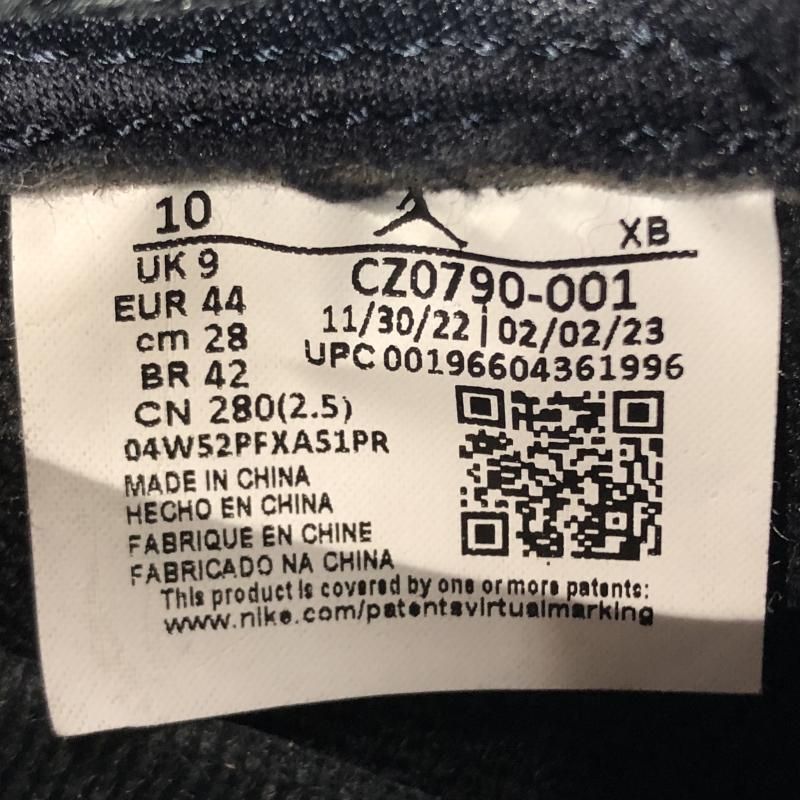 10
XB
UK 9
EUR 44
cm 28
BR 42
CN 280(2.5)
04W52PFXA51PR
CZ0790-001
11/30/22 | 02/02/23
UPC 00196604361996
MADE IN CHINA
HECHO EN CHINA
FABRIQUE EN CHINE
FABRICADO NA CHINA
This product is covered by one or more patents:
www.nike.com/patentsvirtualmarking